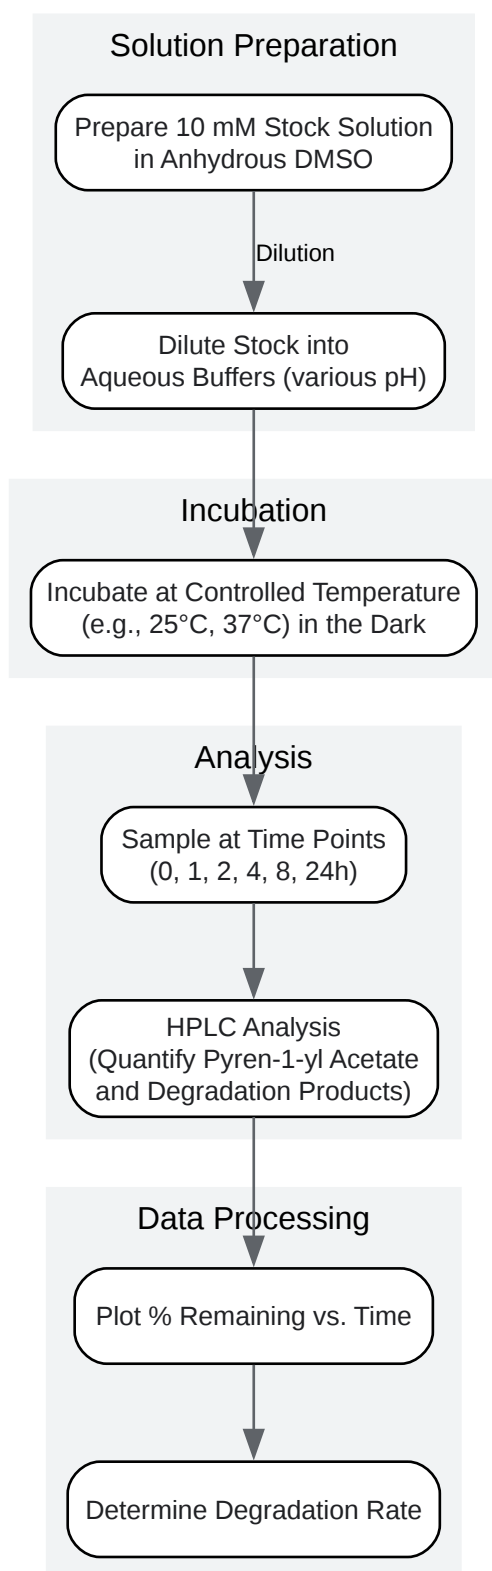 Solution Preparation
Prepare 10 mM Stock Solution
in Anhydrous DMSO
Dilution
Dilute Stock into
Aqueous Buffers (various pH)
Incubation
Incubate at Controlled Temperature
(e.g., 25°C, 37°C) in the Dark
Analysis
Sample at Time Points
(0, 1, 2, 4, 8, 24h)
HPLC Analysis
(Quantify Pyren-1-yl Acetate
and Degradation Products)
Data Processing
Plot % Remaining vs. Time
Determine Degradation Rate